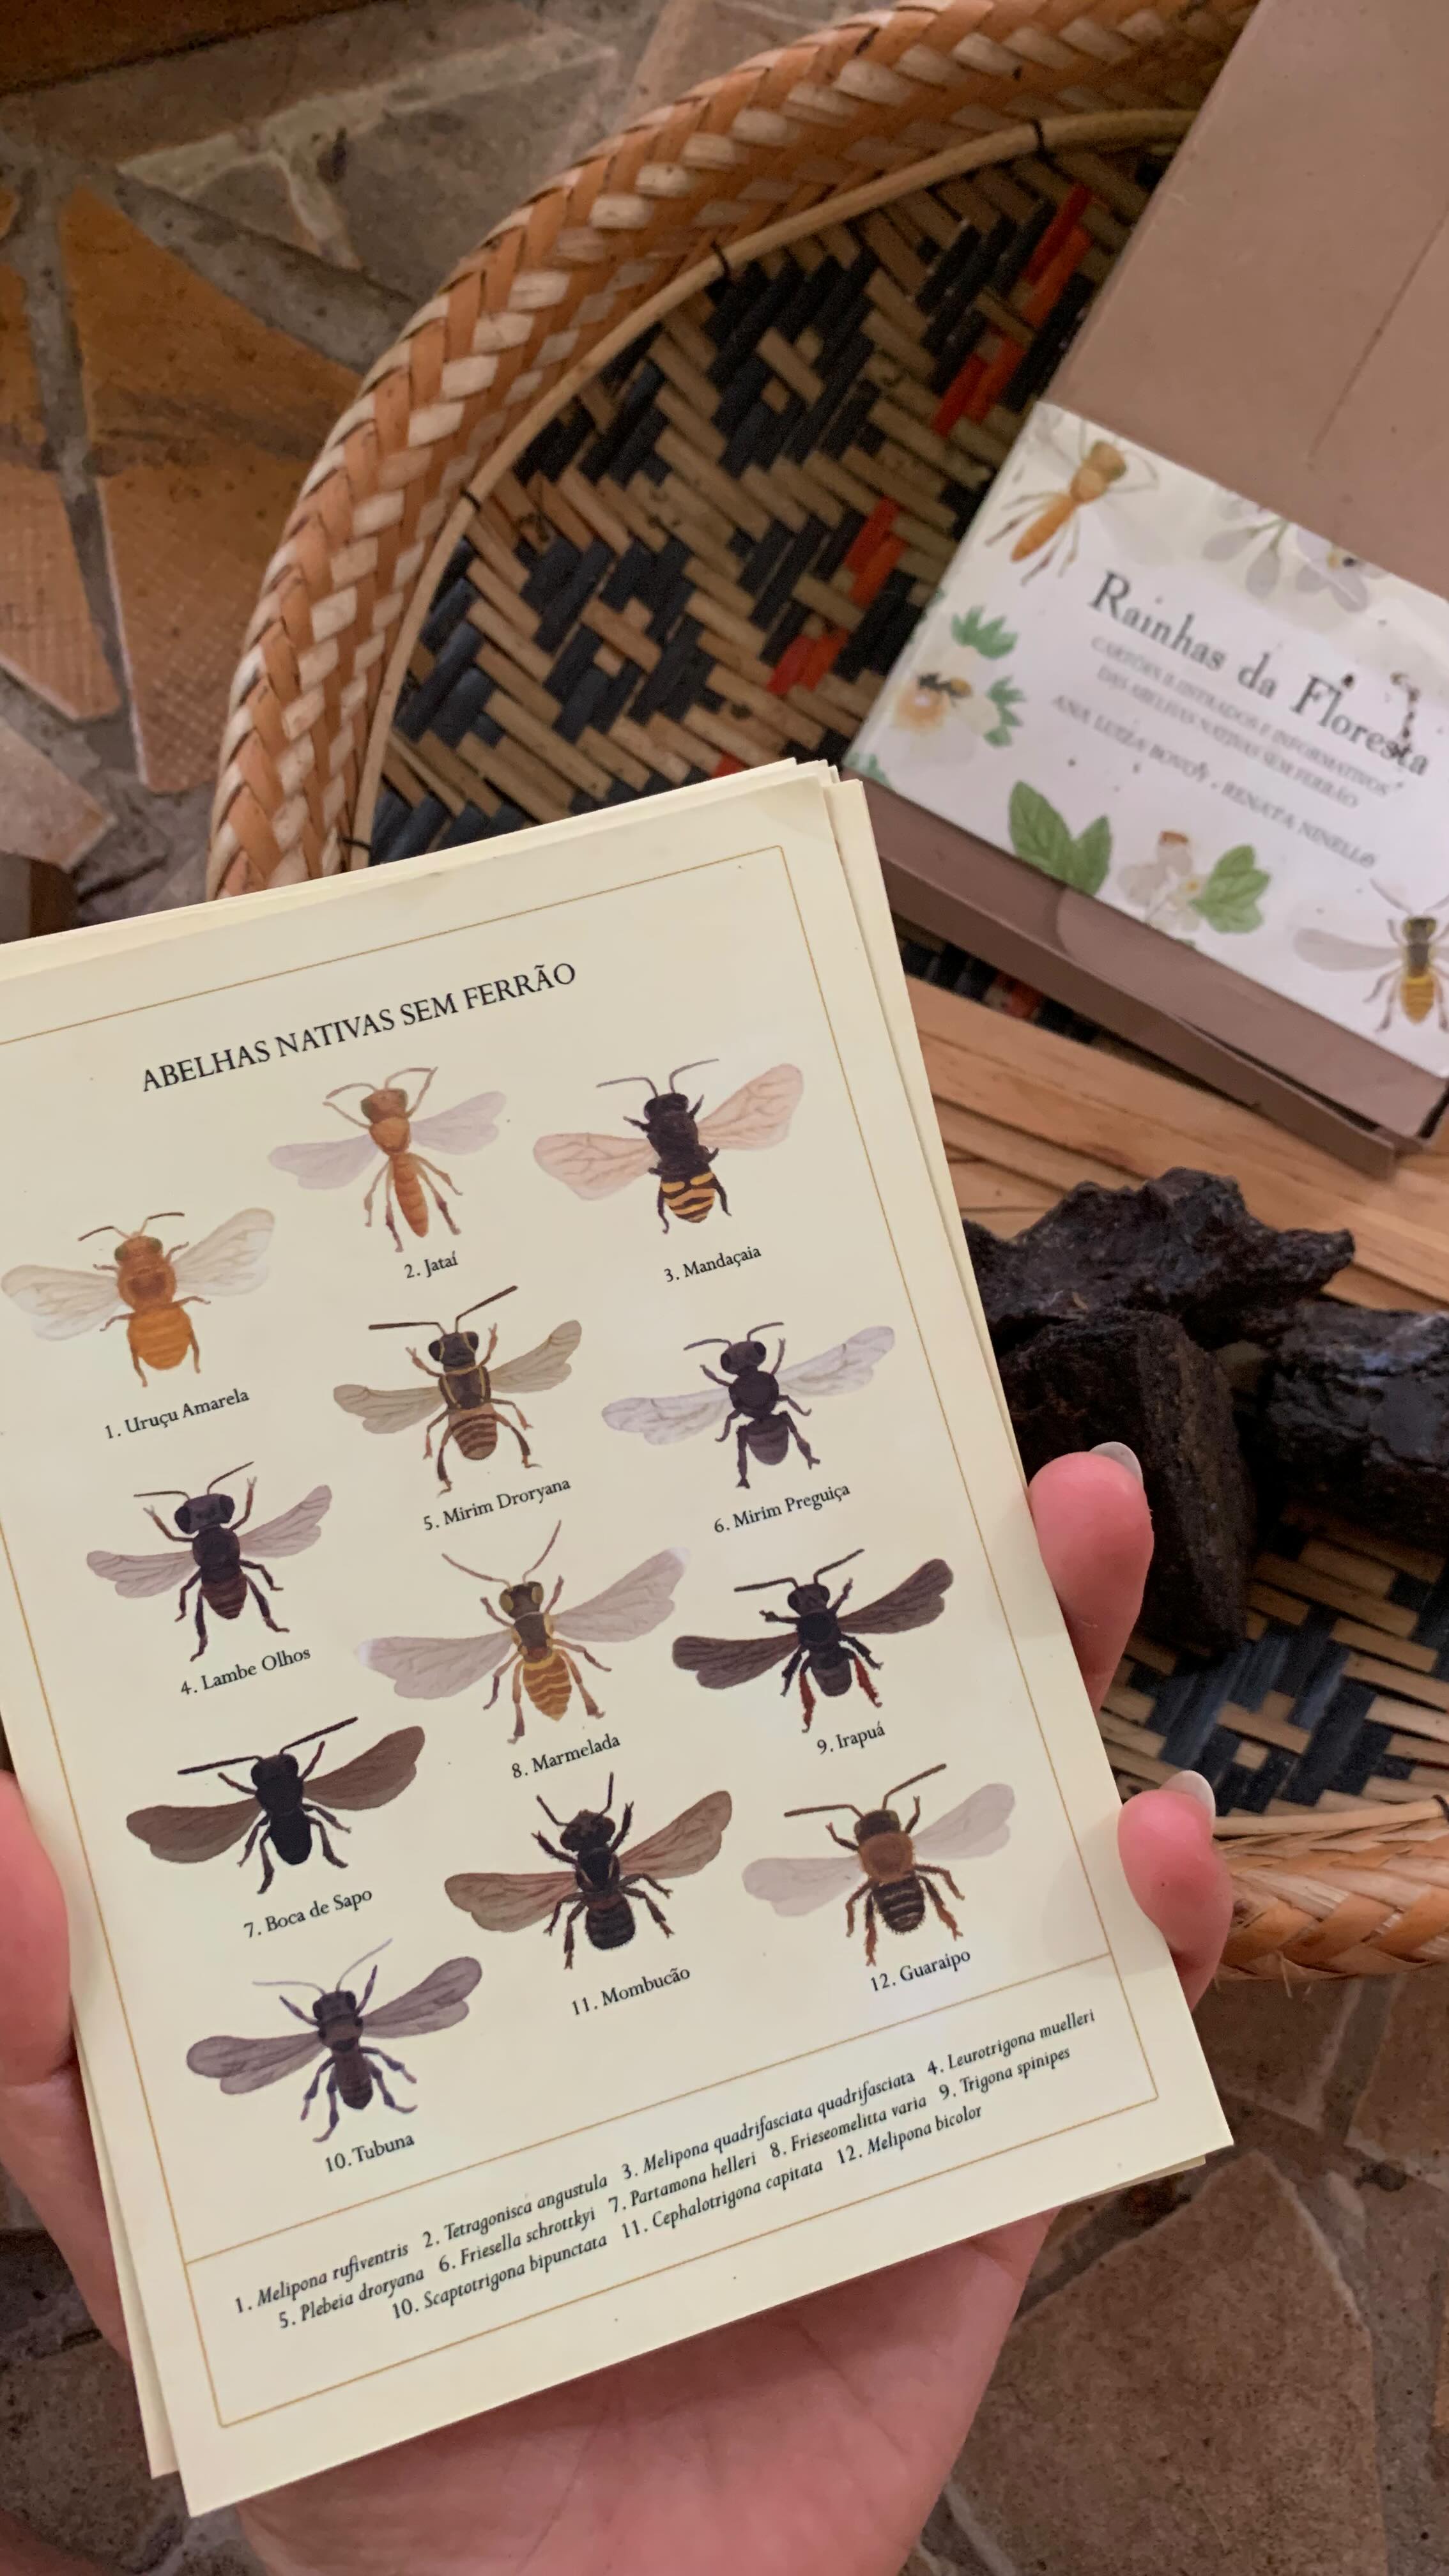 Rainhas da Floresta
CARTÕES ILUSTRADOS E INFORMATIVOS
DAS ABELHAS NATIVAS SEM FERRÃO
ANA LUIZA • RENATA NINELLO
ABELHAS NATIVAS SEM FERRÃO
1. Uruçu Amarela
2. Jataí
3. Mandaçaia
4. Lambe Olhos
5. Mirim Droryana
6. Mirim Preguiça
7. Boca de Sapo
8. Marmelada
9. Irapuá
10. Tubuna
11. Mombucão
12. Guaraipo
1. Melipona rufiventris 2. Tetragonisca angustula 3. Melipona quadrifasciata quadrifasciata 4. Leurotrigona muelleri
5. Plebeia droryana 6. Friesella schrottkyi 7. Partamona helleri 8. Frieseomelitta varia 9. Trigona spinipes
10. Scaptotrigona bipunctata 11. Cephalotrigona capitata 12. Melipona bicolor